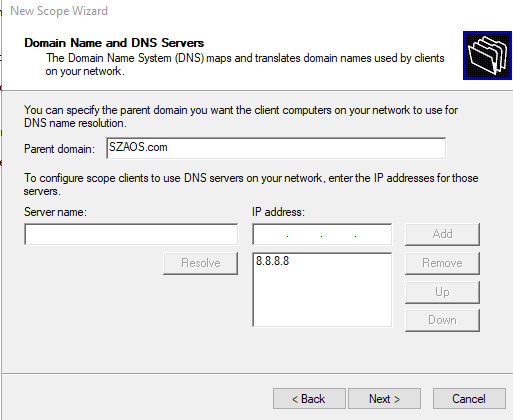 New Scope Wizard
Domain Name and DNS Servers
The Domain Name System (DNS) maps and translates domain names used by clients
on your network.
You can specify the parent domain you want the client computers on your network to use for
DNS name resolution.
Parent domain: SZAOS.com
To configure scope clients to use DNS servers on your network, enter the IP addresses for those
servers.
Server name: IP address:
. . . Add
Resolve 8.8.8.8 Remove
Up
Down
< Back Next > Cancel